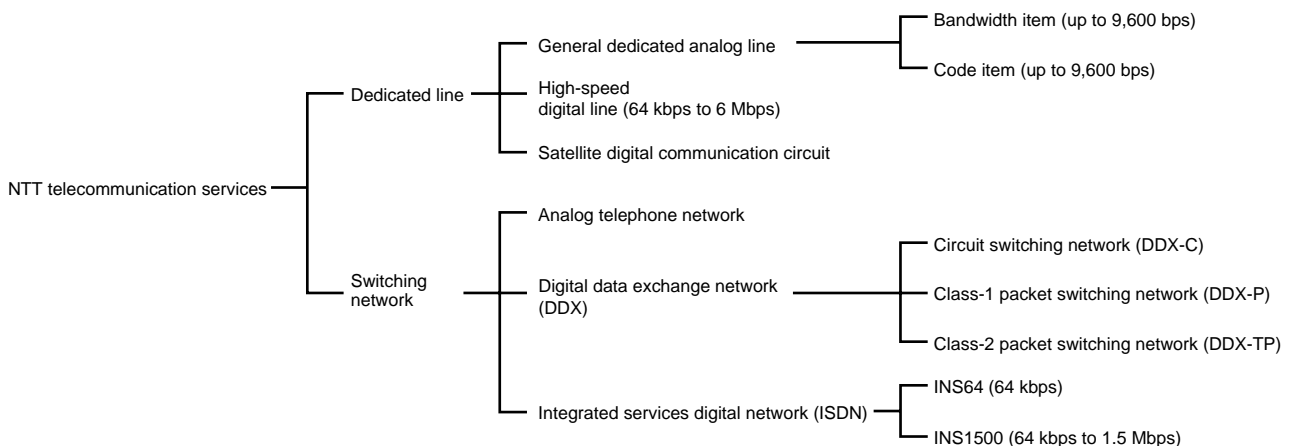 NTT telecommunication services
Dedicated line
General dedicated analog line
Bandwidth item (up to 9,600 bps)
Code item (up to 9,600 bps)
High-speed
digital line (64 kbps to 6 Mbps)
Satellite digital communication circuit
Switching
network
Analog telephone network
Digital data exchange network
(DDX)
Circuit switching network (DDX-C)
Class-1 packet switching network (DDX-P)
Class-2 packet switching network (DDX-TP)
Integrated services digital network (ISDN)
INS64 (64 kbps)
INS1500 (64 kbps to 1.5 Mbps)